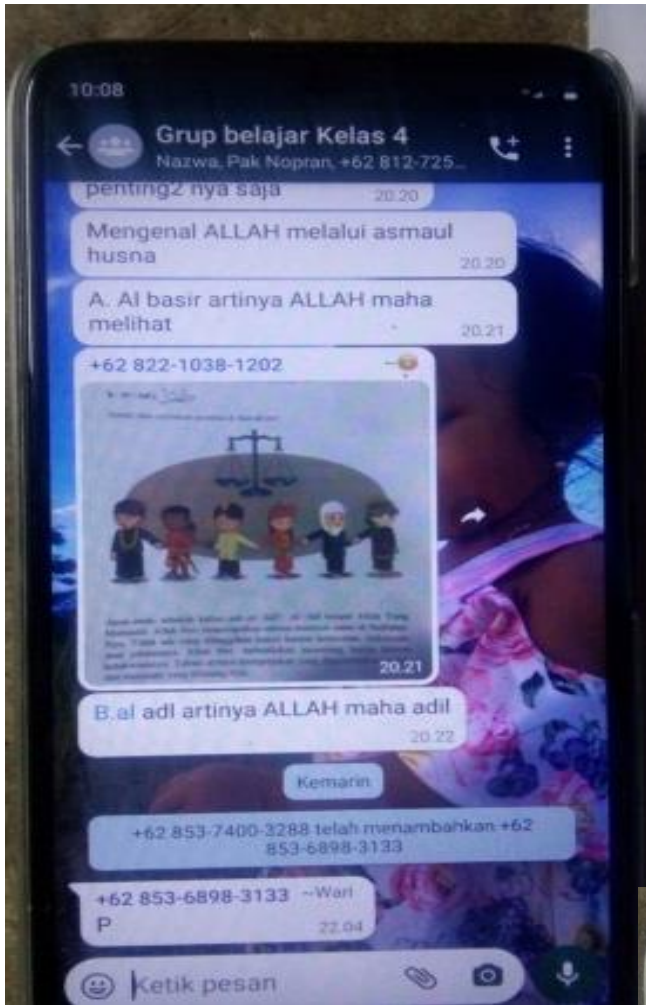 10:08
Grup belajar Kelas 4
Nazwa, Pak Nopran, +62 812-725...
penting2 nya saja 20.20
Mengenal ALLAH melalui asmaul
husna 20.20
A. Al basir artinya ALLAH maha
melihat 20.21
+62 822-1038-1202
20.21
B.al adl artinya ALLAH maha adil
20.22
Kemarin
+62 853-7400-3288 telah menambahkan +62
853-6898-3133
+62 853-6898-3133 ~Wari
P 22.04
Ketik pesan